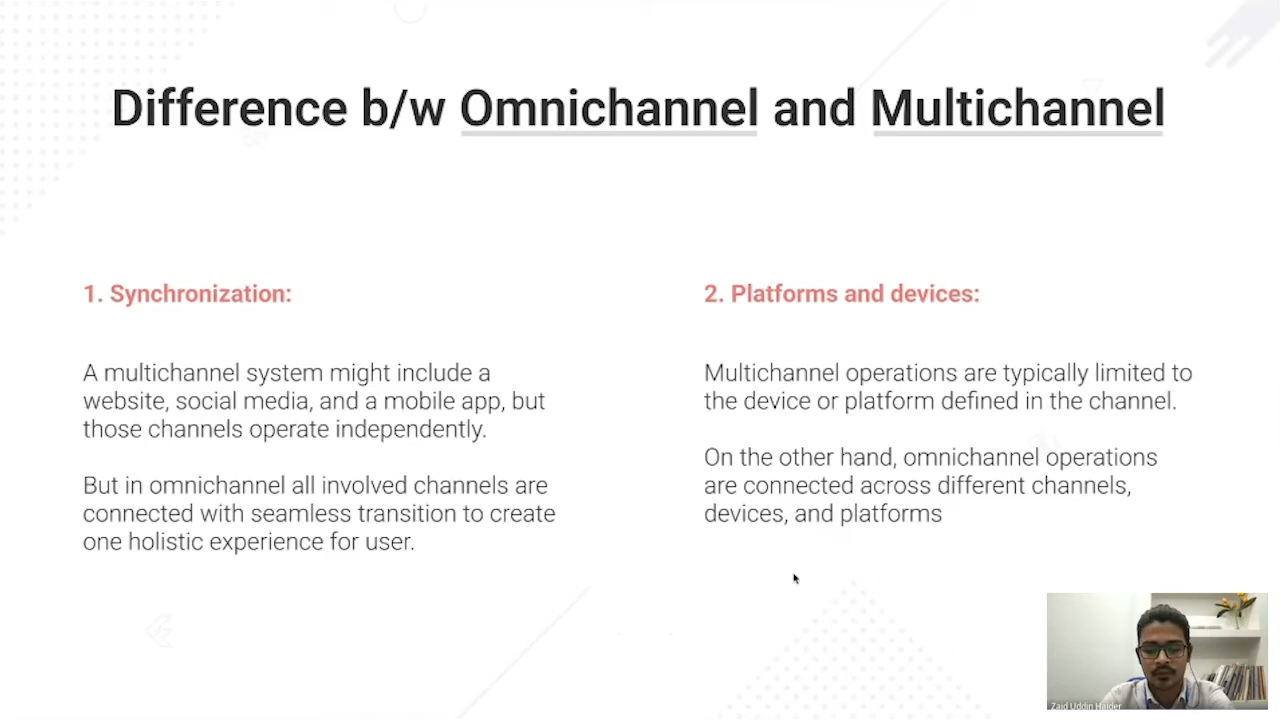 Difference b/w Omnichannel and Multichannel
1. Synchronization:
A multichannel system might include a
website, social media, and a mobile app, but
those channels operate independently.
But in omnichannel all involved channels are
connected with seamless transition to create
one holistic experience for user.
2. Platforms and devices:
Multichannel operations are typically limited to
the device or platform defined in the channel.
On the other hand, omnichannel operations
are connected across different channels,
devices, and platforms
Zaid Uddin Haider